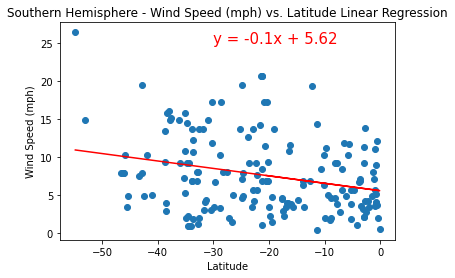 Southern Hemisphere - Wind Speed (mph) vs. Latitude Linear Regression
y = -0.1x + 5.62
25
20
15
10
5
0
Wind Speed (mph)
−50 −40 −30 −20 −10 0
Latitude